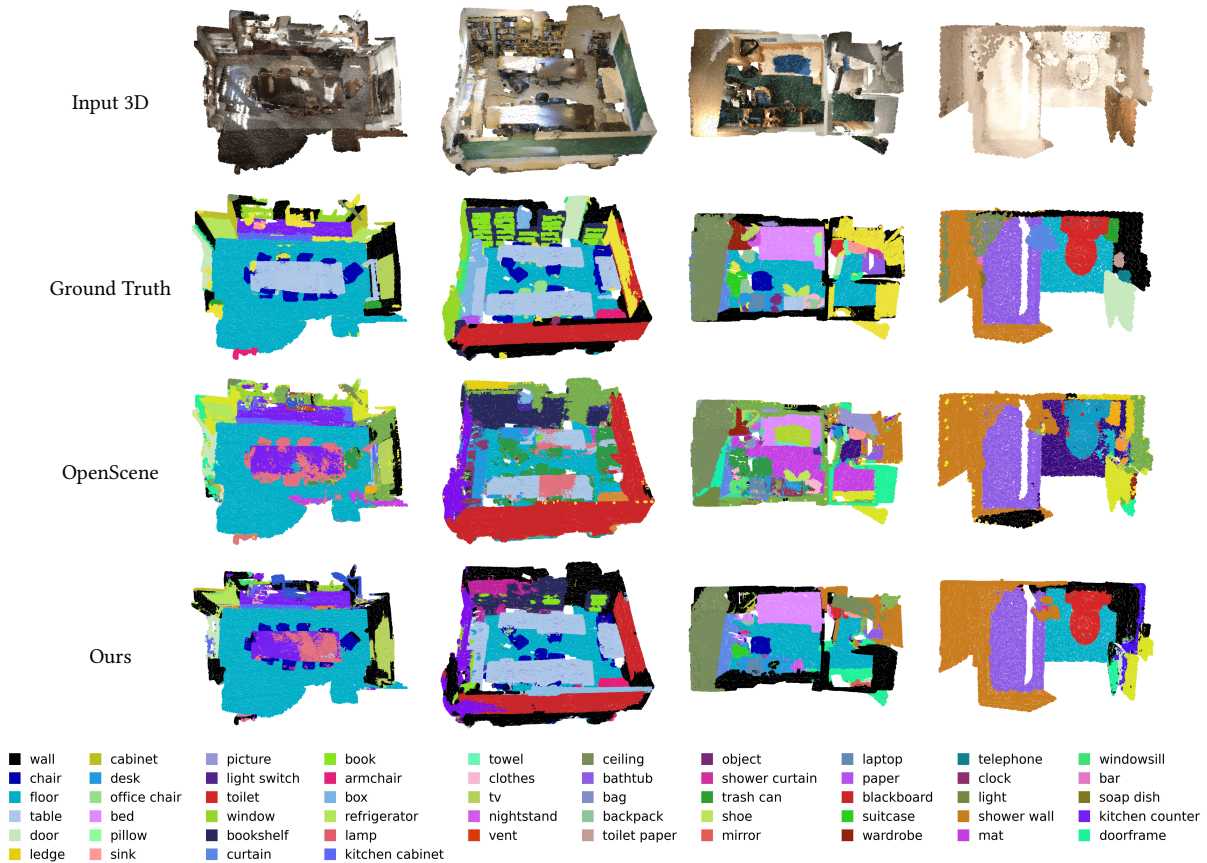 Input 3D
Ground Truth
OpenScene
Ours
wall cabinet picture book towel ceiling object laptop telephone windowsill
chair desk light switch armchair clothes bathtub shower curtain paper clock bar
floor office chair toilet box tv bag trash can blackboard light soap dish
table bed window refrigerator nightstand backpack shoe suitcase shower wall kitchen counter
door pillow bookshelf lamp vent toilet paper mirror wardrobe mat doorframe
ledge sink curtain kitchen cabinet